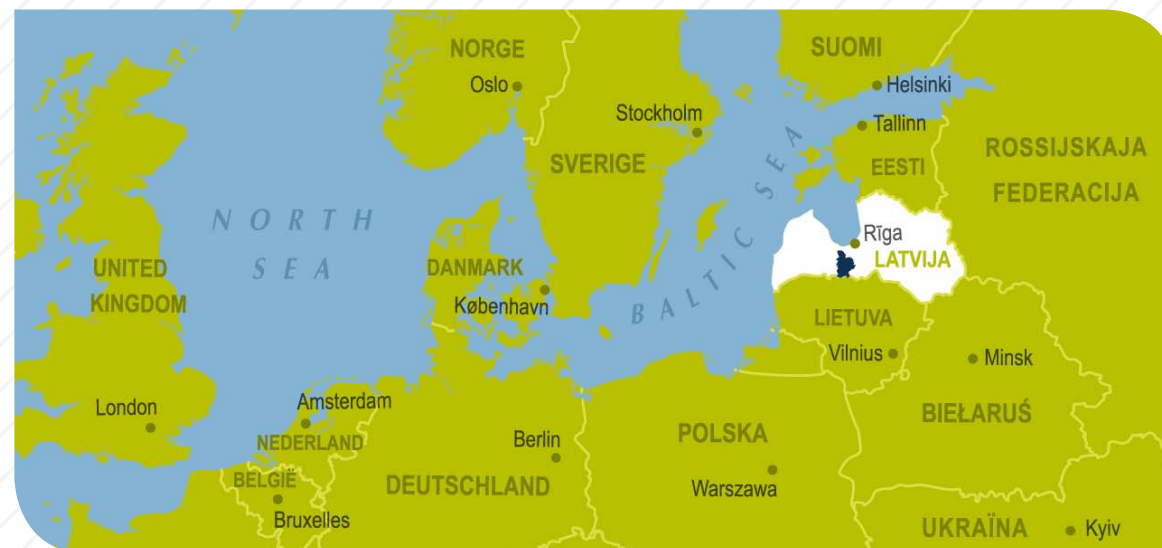 NORGE
SUOMI
Oslo
Helsinki
Stockholm
Tallinn
ROSSIJSKAJA
FEDERACIJA
SVERIGE
EESTI
NORTH
SEA
BALTIC SEA
Rīga
LATVIJA
UNITED
KINGDOM
DANMARK
København
LIETUVA
Vilnius
Minsk
London
Amsterdam
NEDERLAND
Berlin
POLSKA
BIEŁARUŚ
BELGIË
Bruxelles
DEUTSCHLAND
Warszawa
UKRAÏNA
Kyiv